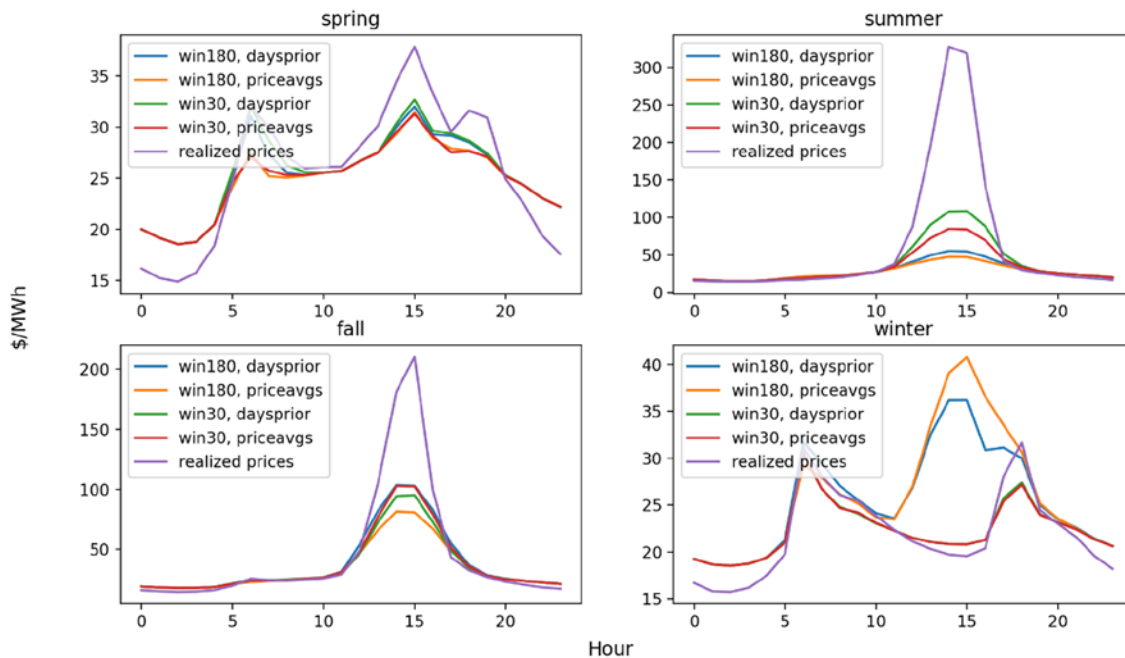 spring
win180, daysprior
win180, priceavgs
win30, daysprior
win30, priceavgs
realized prices
35
30
25
20
15
0 5 10 15 20
summer
win180, daysprior
win180, priceavgs
win30, daysprior
win30, priceavgs
realized prices
300
250
200
150
100
50
0
0 5 10 15 20
$/MWh
fall
win180, daysprior
win180, priceavgs
win30, daysprior
win30, priceavgs
realized prices
200
150
100
50
0 5 10 15 20
winter
win180, daysprior
win180, priceavgs
win30, daysprior
win30, priceavgs
realized prices
40
35
30
25
20
15
0 5 10 15 20
Hour